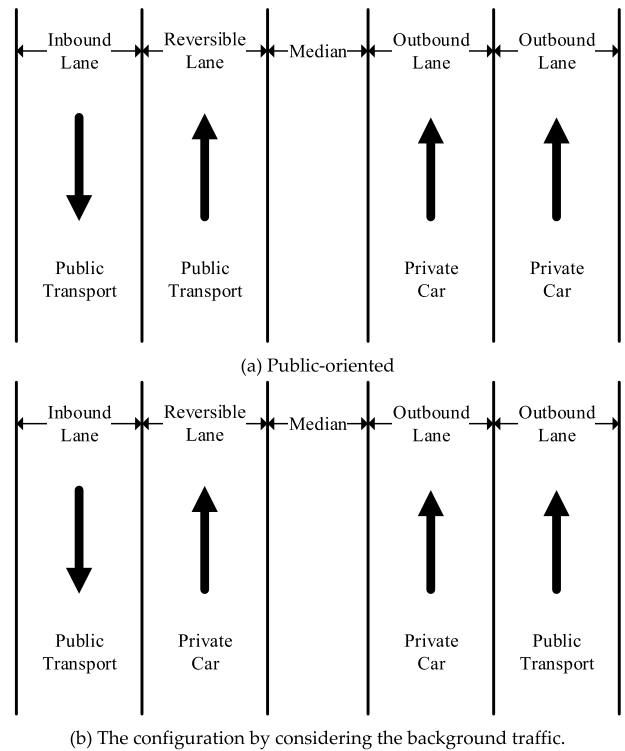 Inbound
Lane
Reversible
Lane
Median
Outbound
Lane
Outbound
Lane
Public
Transport
Public
Transport
Private
Car
Private
Car
(a) Public-oriented
Inbound
Lane
Reversible
Lane
Median
Outbound
Lane
Outbound
Lane
Public
Transport
Private
Car
Private
Car
Public
Transport
(b) The configuration by considering the background traffic.